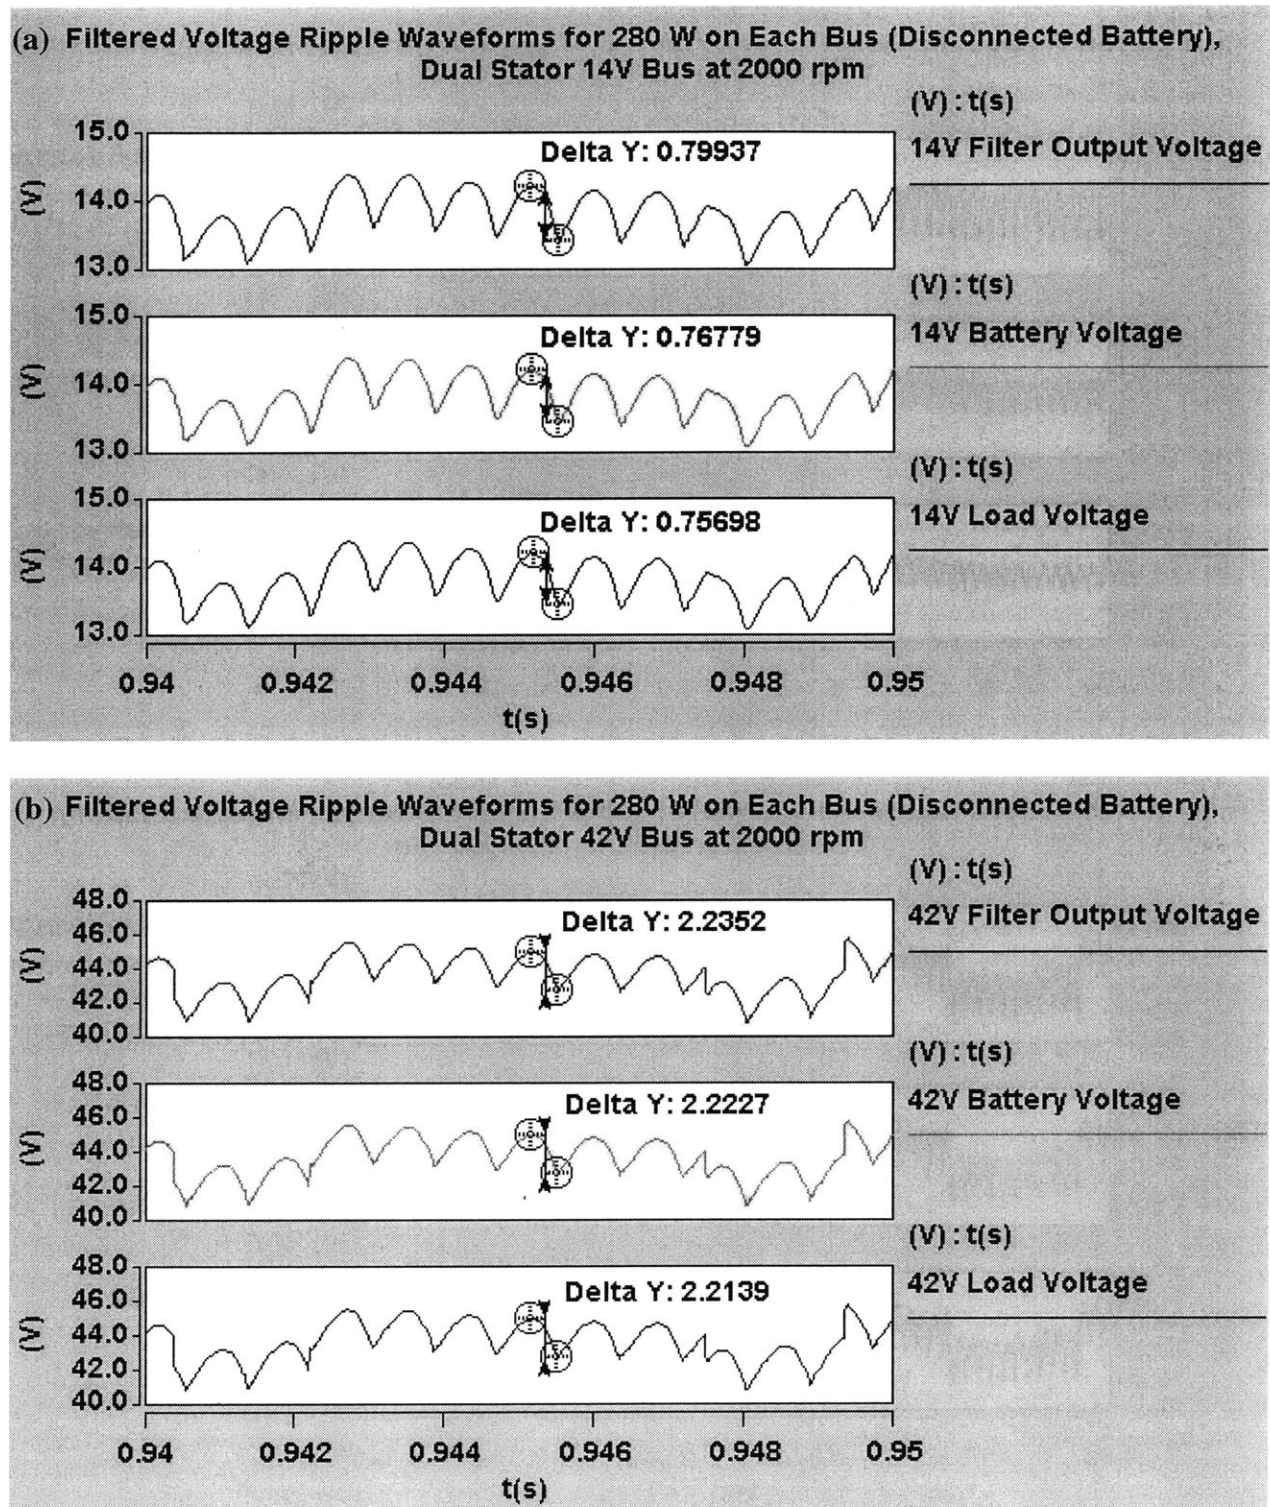 (a) Filtered Voltage Ripple Waveforms for 280 W on Each Bus (Disconnected Battery),
Dual Stator 14V Bus at 2000 rpm
(V) : t(s)
14V Filter Output Voltage
15.0
14.0
13.0
(V)
Delta Y: 0.79937
(V) : t(s)
14V Battery Voltage
15.0
14.0
13.0
(V)
Delta Y: 0.76779
(V) : t(s)
14V Load Voltage
15.0
14.0
13.0
(V)
Delta Y: 0.75698
0.94 0.942 0.944 0.946 0.948 0.95
t(s)
(b) Filtered Voltage Ripple Waveforms for 280 W on Each Bus (Disconnected Battery),
Dual Stator 42V Bus at 2000 rpm
(V) : t(s)
42V Filter Output Voltage
48.0
46.0
44.0
42.0
40.0
(V)
Delta Y: 2.2352
(V) : t(s)
42V Battery Voltage
48.0
46.0
44.0
42.0
40.0
(V)
Delta Y: 2.2227
(V) : t(s)
42V Load Voltage
48.0
46.0
44.0
42.0
40.0
(V)
Delta Y: 2.2139
0.94 0.942 0.944 0.946 0.948 0.95
t(s)